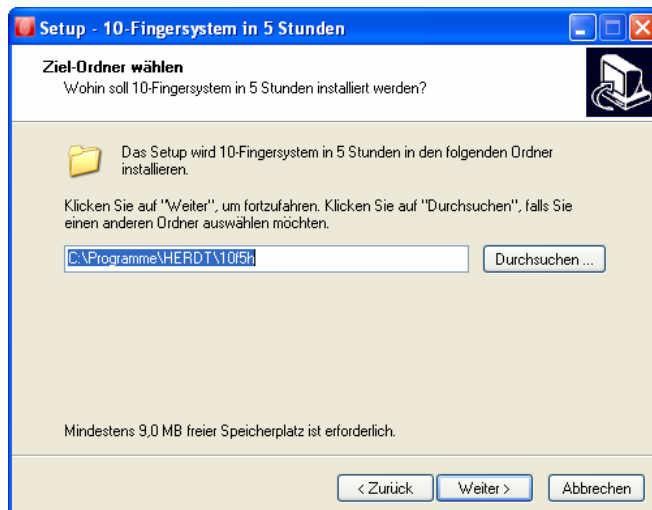 Setup - 10-Fingersystem in 5 Stunden
Ziel-Ordner wählen
Wohin soll 10-Fingersystem in 5 Stunden installiert werden?
Das Setup wird 10-Fingersystem in 5 Stunden in den folgenden Ordner
installieren.
Klicken Sie auf "Weiter", um fortzufahren. Klicken Sie auf "Durchsuchen", falls Sie
einen anderen Ordner auswählen möchten.
C:\Programme\HERDT\10f5h
Durchsuchen ...
Mindestens 9,0 MB freier Speicherplatz ist erforderlich.
< Zurück
Weiter >
Abbrechen